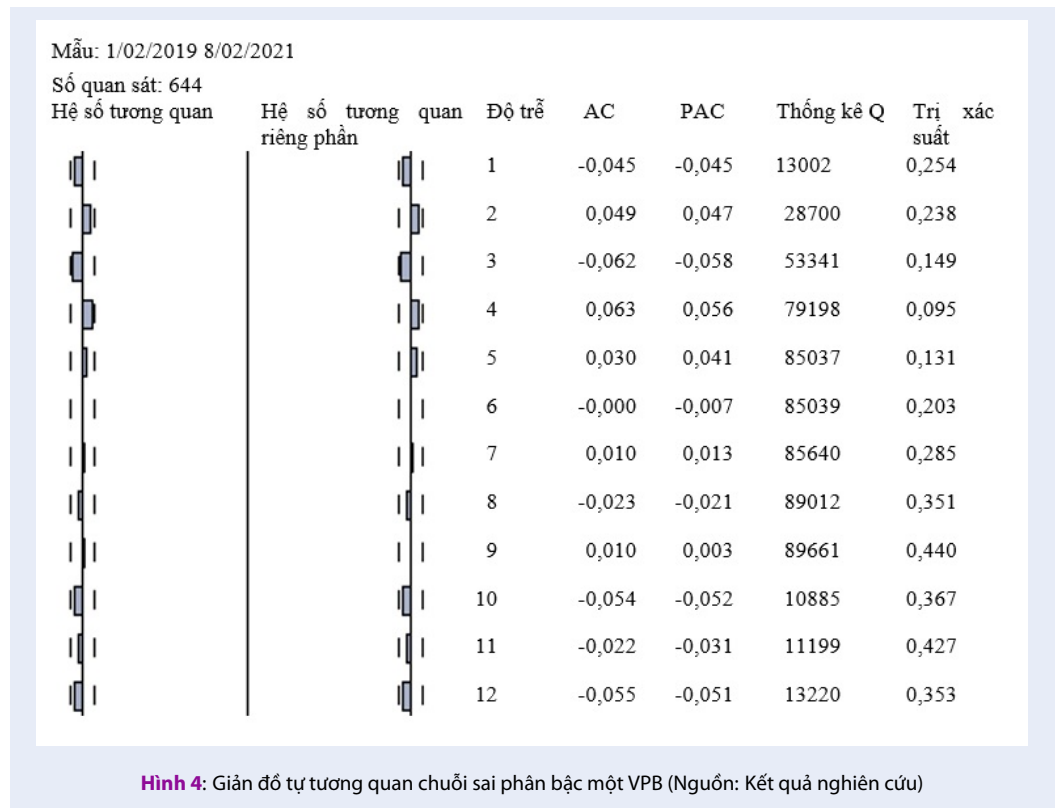 Mẫu: 1/02/2019 8/02/2021
Số quan sát: 644
Hệ số tương quan Hệ số tương quan riêng phần Độ trễ AC PAC Thống kê Q Trị xác suất
1 -0,045 -0,045 13002 0,254
2 0,049 0,047 28700 0,238
3 -0,062 -0,058 53341 0,149
4 0,063 0,056 79198 0,095
5 0,030 0,041 85037 0,131
6 -0,000 -0,007 85039 0,203
7 0,010 0,013 85640 0,285
8 -0,023 -0,021 89012 0,351
9 0,010 0,003 89661 0,440
10 -0,054 -0,052 10885 0,367
11 -0,022 -0,031 11199 0,427
12 -0,055 -0,051 13220 0,353
Hình 4: Giản đồ tự tương quan chuỗi sai phân bậc một VPB (Nguồn: Kết quả nghiên cứu)